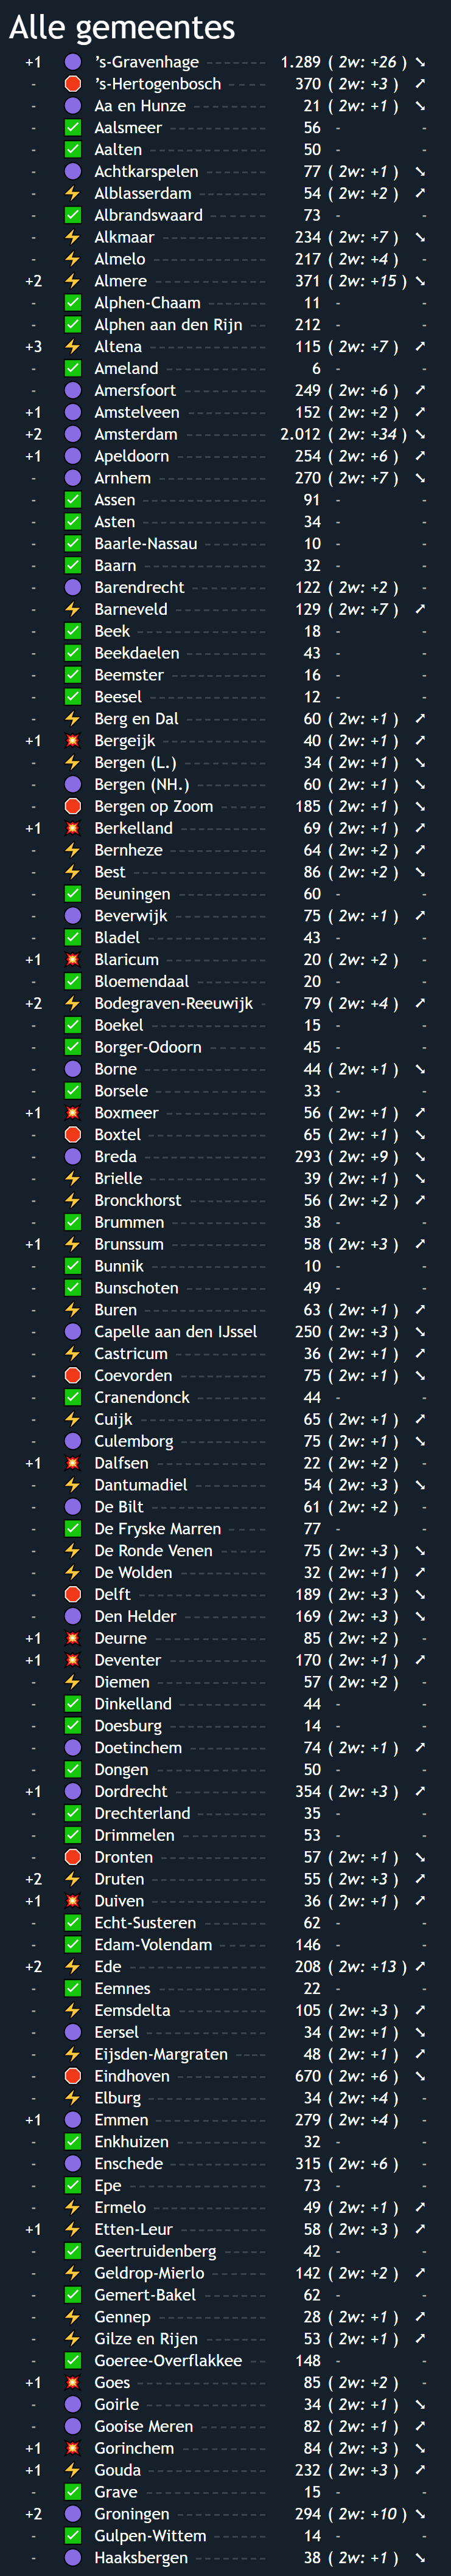 Alle gemeentes
+1 's-Gravenhage 1.289 ( 2w: +26 )
- 's-Hertogenbosch 370 ( 2w: +3 )
- Aa en Hunze 21 ( 2w: +1 )
- Aalsmeer 56 - -
- Aalten 50 - -
- Achtkarspelen 77 ( 2w: +1 )
- Alblasserdam 54 ( 2w: +2 )
- Albrandswaard 73 - -
- Alkmaar 234 ( 2w: +7 )
- Almelo 217 ( 2w: +4 ) -
+2 Almere 371 ( 2w: +15 )
- Alphen-Chaam 11 - -
- Alphen aan den Rijn 212 - -
+3 Altena 115 ( 2w: +7 )
- Ameland 6 - -
- Amersfoort 249 ( 2w: +6 )
+1 Amstelveen 152 ( 2w: +2 )
+2 Amsterdam 2.012 ( 2w: +34 )
+1 Apeldoorn 254 ( 2w: +6 )
- Arnhem 270 ( 2w: +7 )
- Assen 91 - -
- Asten 34 - -
- Baarle-Nassau 10 - -
- Baarn 32 - -
- Barendrecht 122 ( 2w: +2 ) -
- Barneveld 129 ( 2w: +7 )
- Beek 18 - -
- Beekdaelen 43 - -
- Beemster 16 - -
- Beesel 12 - -
- Berg en Dal 60 ( 2w: +1 )
+1 Bergeijk 40 ( 2w: +1 )
- Bergen (L.) 34 ( 2w: +1 )
- Bergen (NH.) 60 ( 2w: +1 )
- Bergen op Zoom 185 ( 2w: +1 )
+1 Berkelland 69 ( 2w: +1 )
- Bernheze 64 ( 2w: +2 )
- Best 86 ( 2w: +2 )
- Beuningen 60 - -
- Beverwijk 75 ( 2w: +1 )
- Bladel 43 - -
+1 Blaricum 20 ( 2w: +2 ) -
- Bloemendaal 20 - -
+2 Bodegraven-Reeuwijk 79 ( 2w: +4 )
- Boekel 15 - -
- Borger-Odoorn 45 - -
- Borne 44 ( 2w: +1 )
- Borsele 33 - -
+1 Boxmeer 56 ( 2w: +1 )
- Boxtel 65 ( 2w: +1 )
- Breda 293 ( 2w: +9 )
- Brielle 39 ( 2w: +1 )
- Bronckhorst 56 ( 2w: +2 )
- Brummen 38 - -
+1 Brunssum 58 ( 2w: +3 )
- Bunnik 10 - -
- Bunschoten 49 - -
- Buren 63 ( 2w: +1 )
- Capelle aan den IJssel 250 ( 2w: +3 )
- Castricum 36 ( 2w: +1 )
- Coevorden 75 ( 2w: +1 )
- Cranendonck 44 - -
- Cuijk 65 ( 2w: +1 )
- Culemborg 75 ( 2w: +1 )
+1 Dalfsen 22 ( 2w: +2 ) -
- Dantumadiel 54 ( 2w: +3 )
- De Bilt 61 ( 2w: +2 ) -
- De Fryske Marren 77 - -
- De Ronde Venen 75 ( 2w: +3 )
- De Wolden 32 ( 2w: +1 )
- Delft 189 ( 2w: +3 )
- Den Helder 169 ( 2w: +3 )
+1 Deurne 85 ( 2w: +2 ) -
+1 Deventer 170 ( 2w: +1 )
- Diemen 57 ( 2w: +2 ) -
- Dinkelland 44 - -
- Doesburg 14 - -
- Doetinchem 74 ( 2w: +1 )
- Dongen 50 - -
+1 Dordrecht 354 ( 2w: +3 )
- Drechterland 35 - -
- Drimmelen 53 - -
- Dronten 57 ( 2w: +1 )
+2 Druten 55 ( 2w: +3 )
+1 Duiven 36 ( 2w: +1 )
- Echt-Susteren 62 - -
- Edam-Volendam 146 - -
+2 Ede 208 ( 2w: +13 )
- Eemnes 22 - -
- Eemsdelta 105 ( 2w: +3 )
- Eersel 34 ( 2w: +1 )
- Eijsden-Margraten 48 ( 2w: +1 )
- Eindhoven 670 ( 2w: +6 )
- Elburg 34 ( 2w: +4 ) -
+1 Emmen 279 ( 2w: +4 ) -
- Enkhuizen 32 - -
- Enschede 315 ( 2w: +6 ) -
- Epe 73 - -
- Ermelo 49 ( 2w: +1 )
+1 Etten-Leur 58 ( 2w: +3 )
- Geertruidenberg 42 - -
- Geldrop-Mierlo 142 ( 2w: +2 )
- Gemert-Bakel 62 - -
- Gennep 28 ( 2w: +1 )
- Gilze en Rijen 53 ( 2w: +1 )
- Goeree-Overflakkee 148 - -
+1 Goes 85 ( 2w: +2 ) -
- Goirle 34 ( 2w: +1 )
- Gooise Meren 82 ( 2w: +1 )
+1 Gorinchem 84 ( 2w: +3 )
+1 Gouda 232 ( 2w: +3 )
- Grave 15 - -
+2 Groningen 294 ( 2w: +10 )
- Gulpen-Wittem 14 - -
- Haaksbergen 38 ( 2w: +1 )